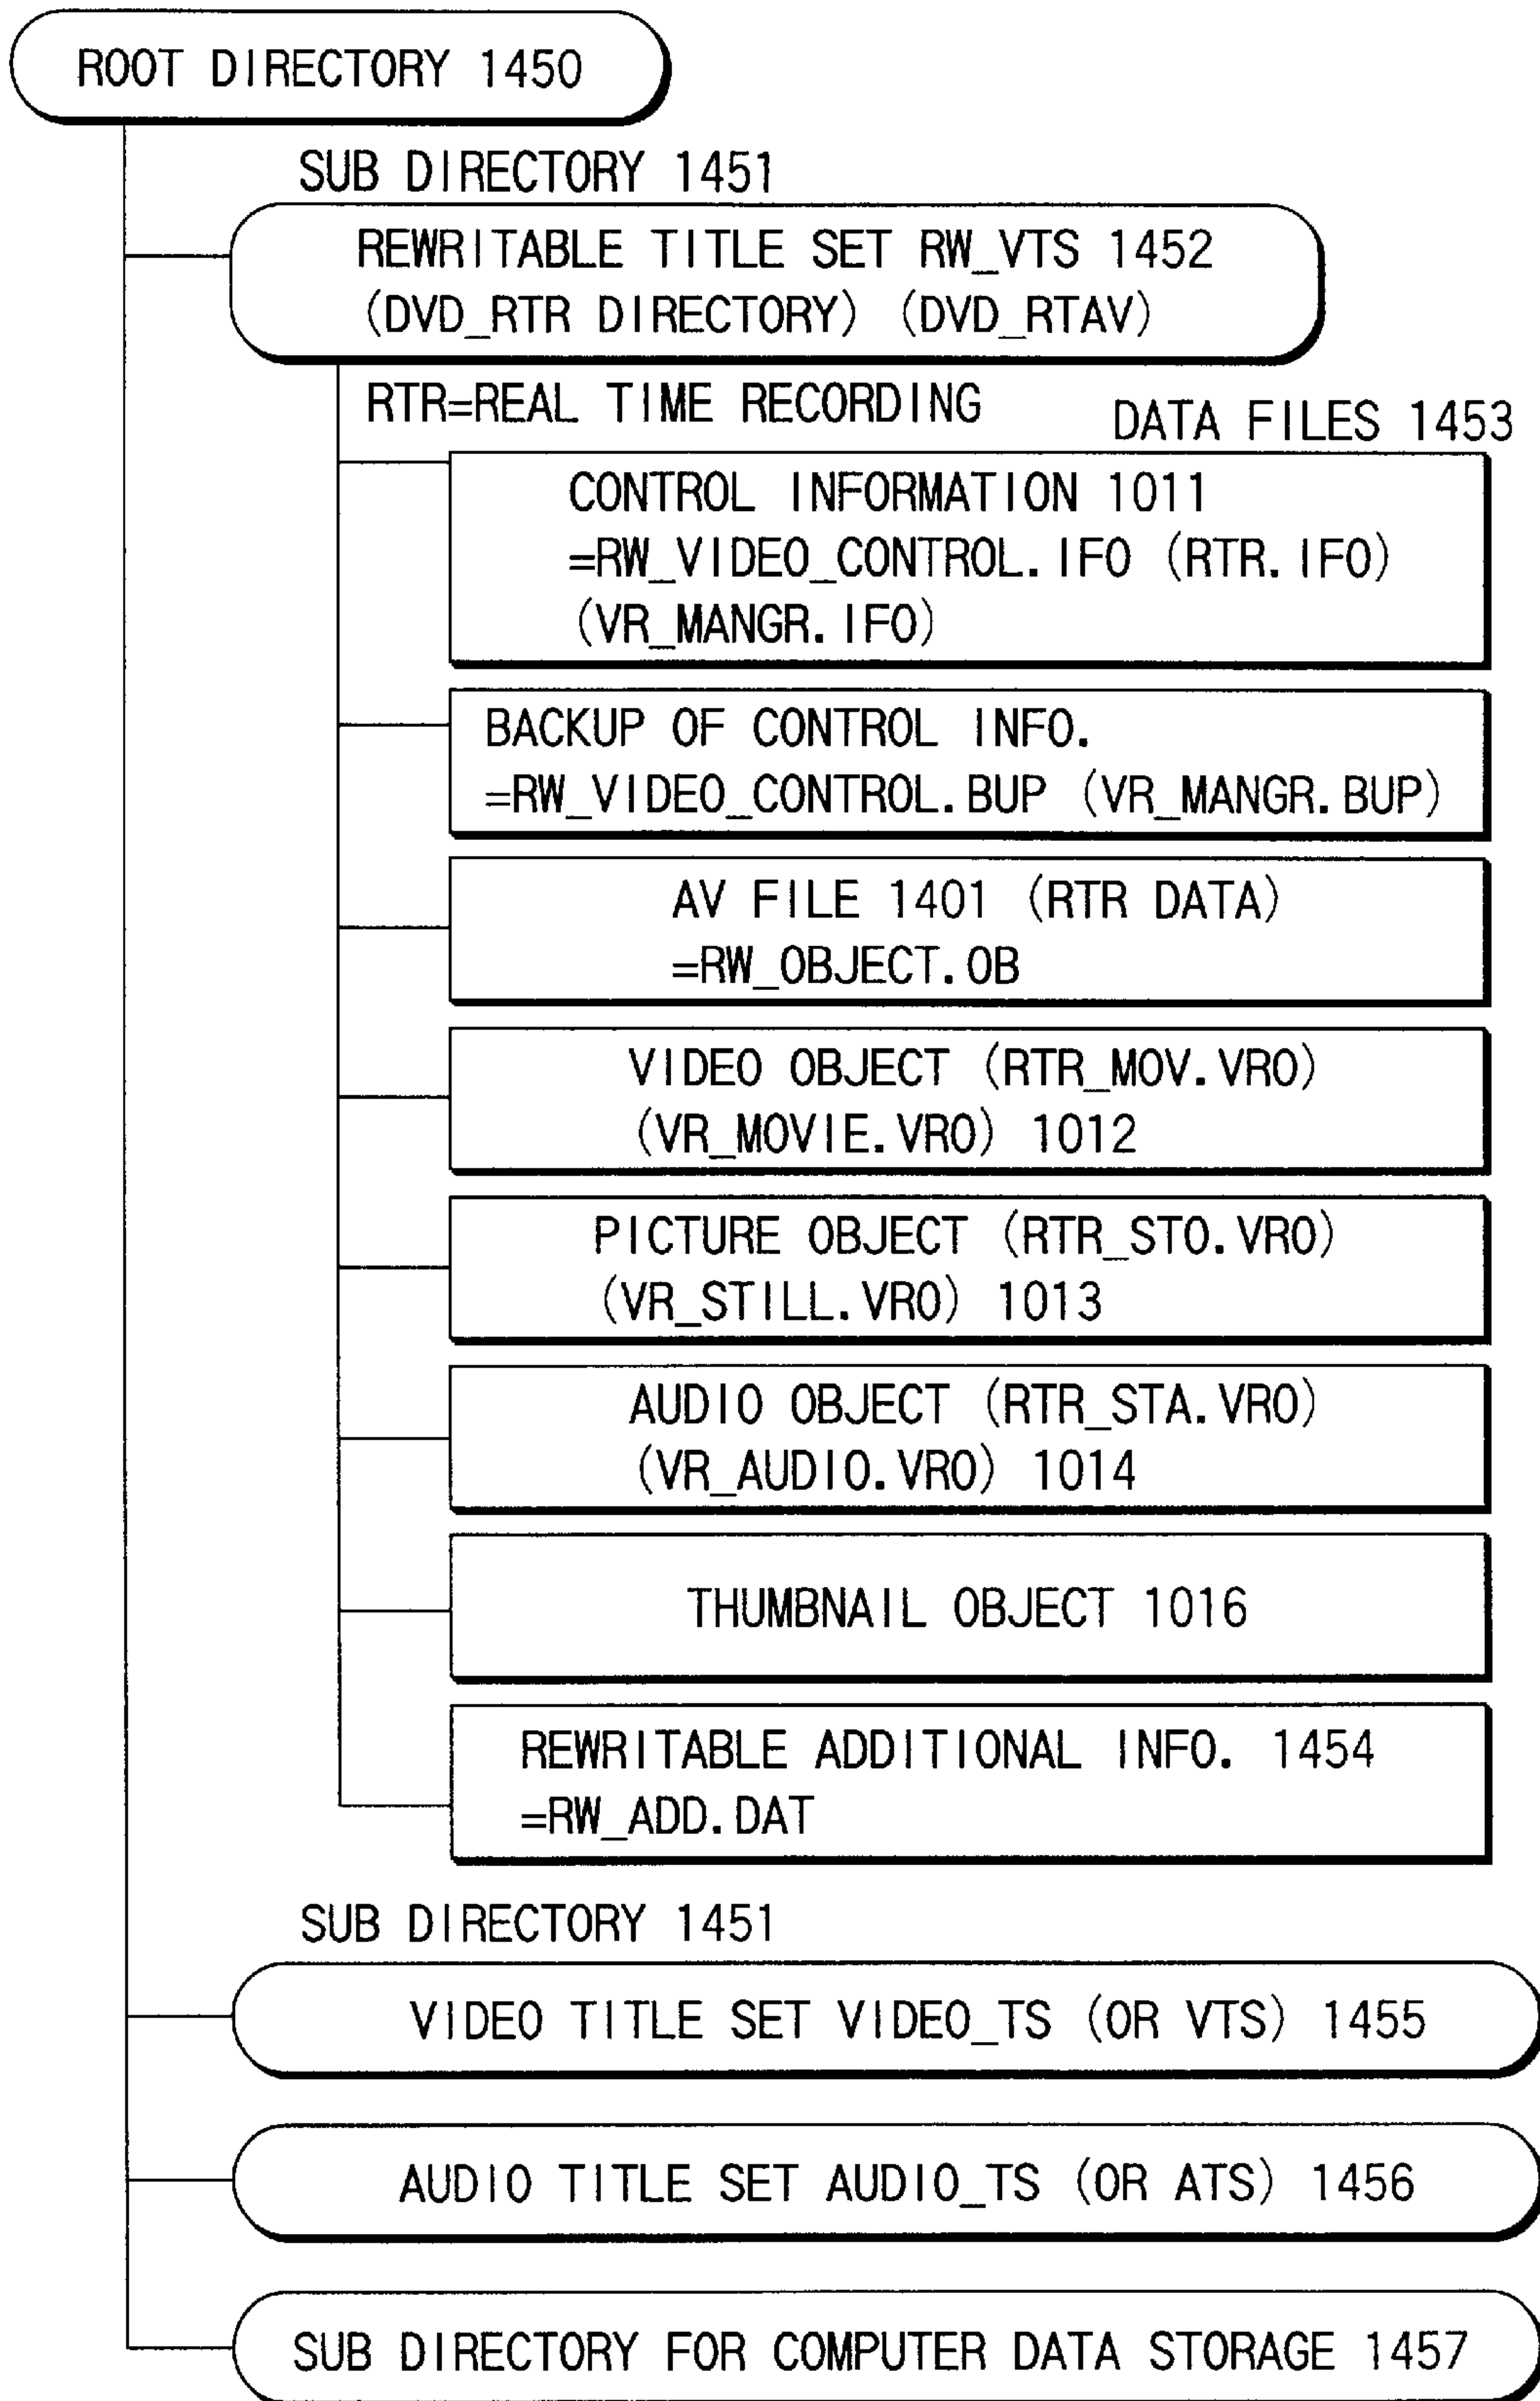 ROOT DIRECTORY 1450
SUB DIRECTORY 1451
REWRITABLE TITLE SET RW_VTS 1452
(DVD_RTR DIRECTORY) (DVD_RTAV)
RTR=REAL TIME RECORDING
DATA FILES 1453
CONTROL INFORMATION 1011
=RW_VIDEO_CONTROL.IFO (RTR.IFO)
(VR_MANGR.IFO)
BACKUP OF CONTROL INFO.
=RW_VIDEO_CONTROL.BUP (VR_MANGR.BUP)
AV FILE 1401 (RTR DATA)
=RW_OBJECT.OB
VIDEO OBJECT (RTR_MOV.VRO)
(VR_MOVIE.VRO) 1012
PICTURE OBJECT (RTR_STO.VRO)
(VR_STILL.VRO) 1013
AUDIO OBJECT (RTR_STA.VRO)
(VR_AUDIO.VRO) 1014
THUMBNAIL OBJECT 1016
REWRITABLE ADDITIONAL INFO. 1454
=RW_ADD.DAT
SUB DIRECTORY 1451
VIDEO TITLE SET VIDEO_TS (OR VTS) 1455
AUDIO TITLE SET AUDIO_TS (OR ATS) 1456
SUB DIRECTORY FOR COMPUTER DATA STORAGE 1457